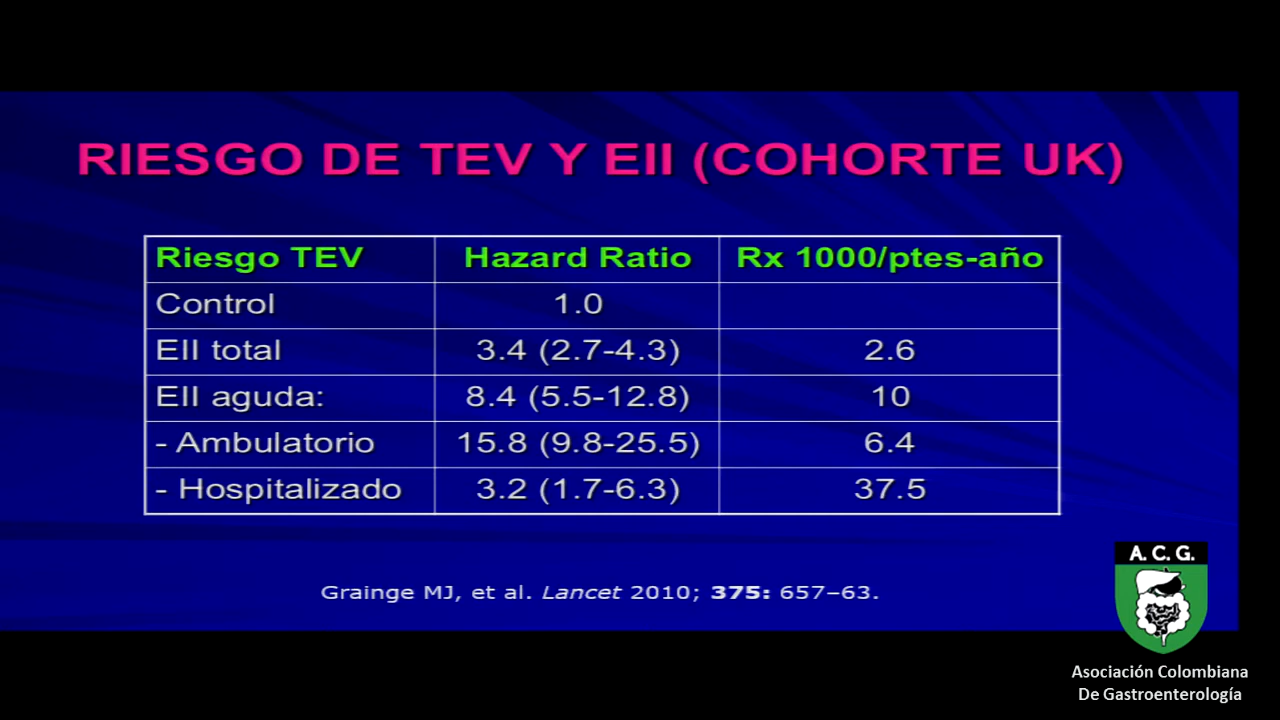 RIESGO DE TEV Y EII (COHORTE UK)
Riesgo TEV Hazard Ratio Rx 1000/ptes-año
Control 1.0
EII total 3.4 (2.7-4.3) 2.6
EII aguda: 8.4 (5.5-12.8) 10
- Ambulatorio 15.8 (9.8-25.5) 6.4
- Hospitalizado 3.2 (1.7-6.3) 37.5
Grainge MJ, et al. Lancet 2010; 375: 657–63.
A. C. G.
Asociación Colombiana
De Gastroenterología